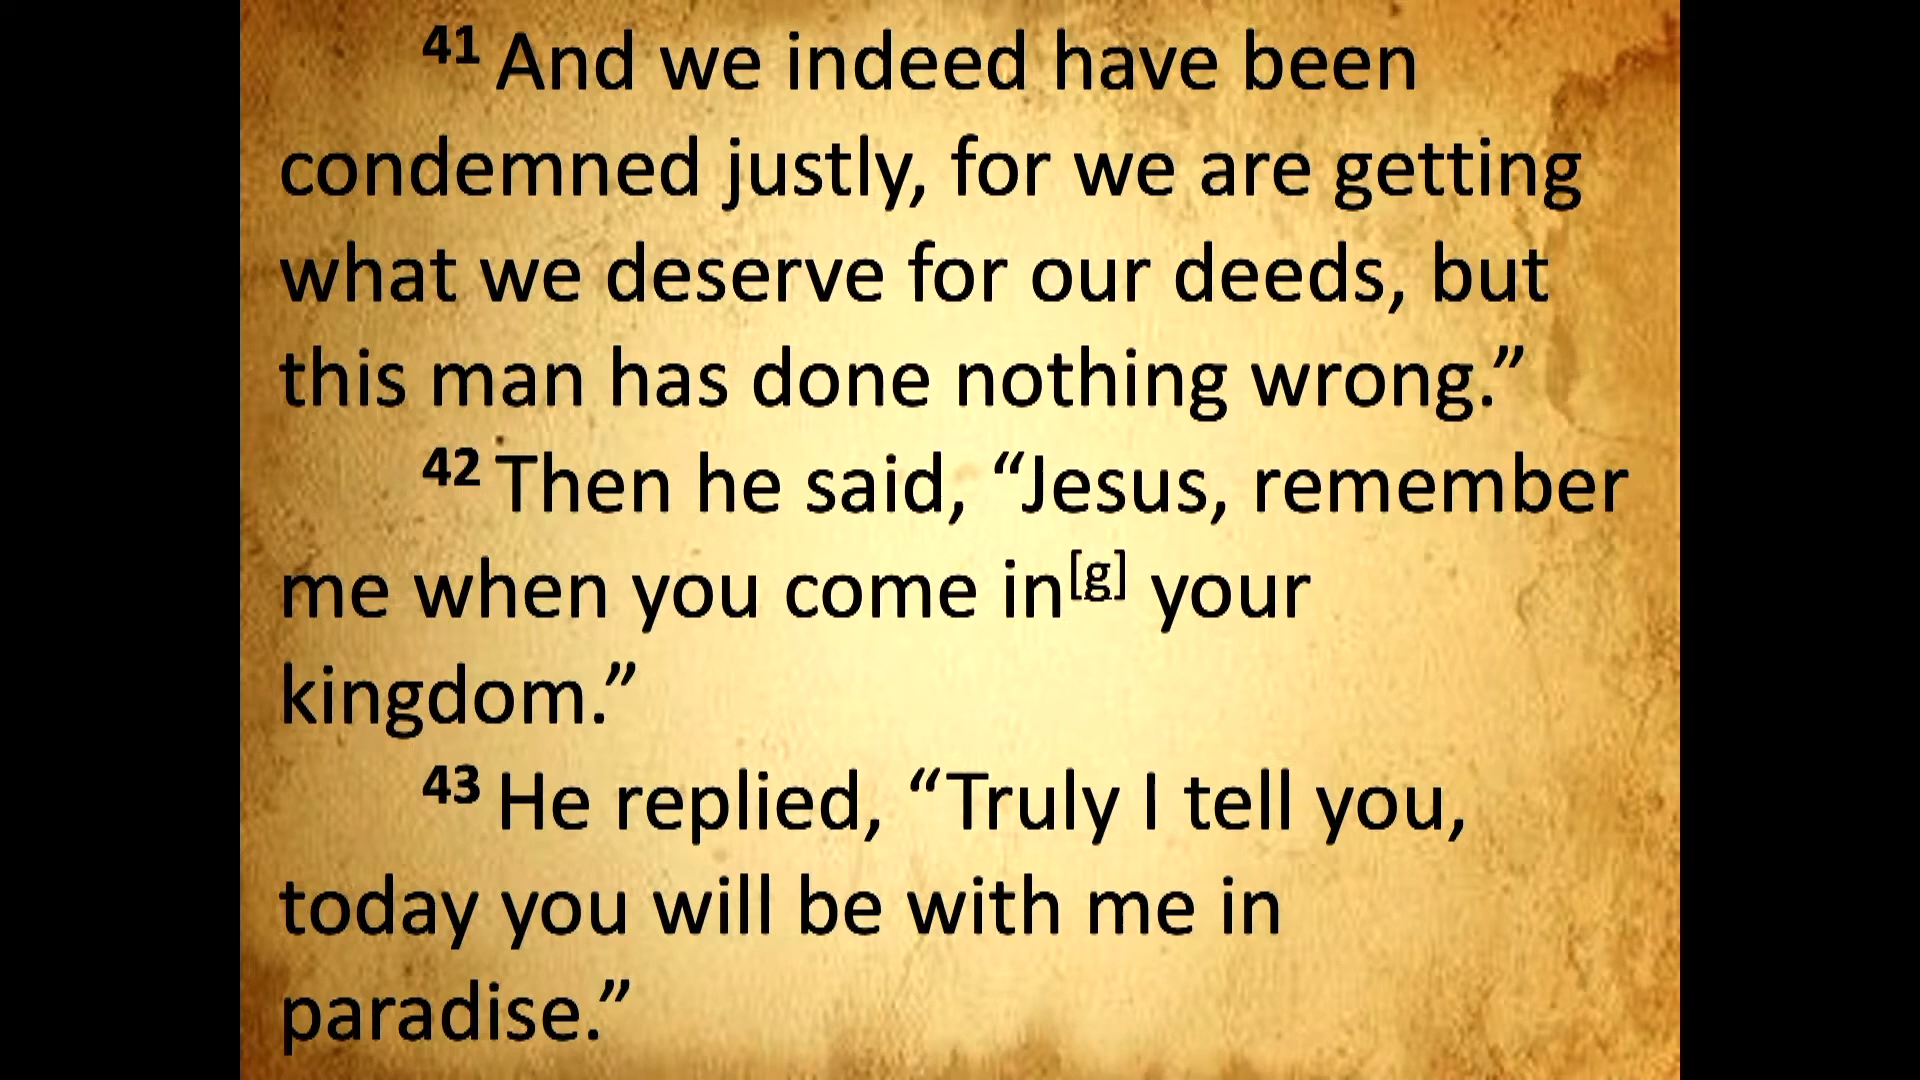 41 And we indeed have been
condemned justly, for we are getting
what we deserve for our deeds, but
this man has done nothing wrong.”
42 Then he said, “Jesus, remember
me when you come in[g] your
kingdom.”
43 He replied, “Truly I tell you,
today you will be with me in
paradise.”